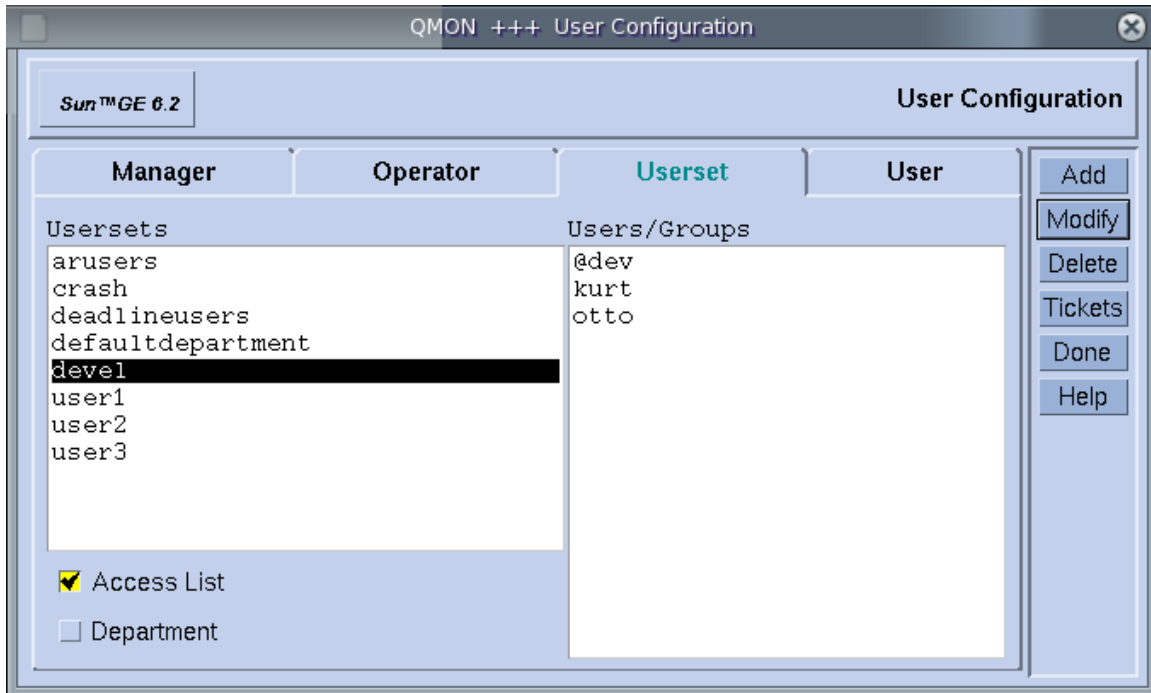 QMON +++ User Configuration
Sun™GE 6.2
User Configuration
Manager
Operator
Userset
User
Usersets
arusers
crash
deadlineusers
defaultdepartment
devel
user1
user2
user3
Access List
Department
Users/Groups
@dev
kurt
otto
Add
Modify
Delete
Tickets
Done
Help